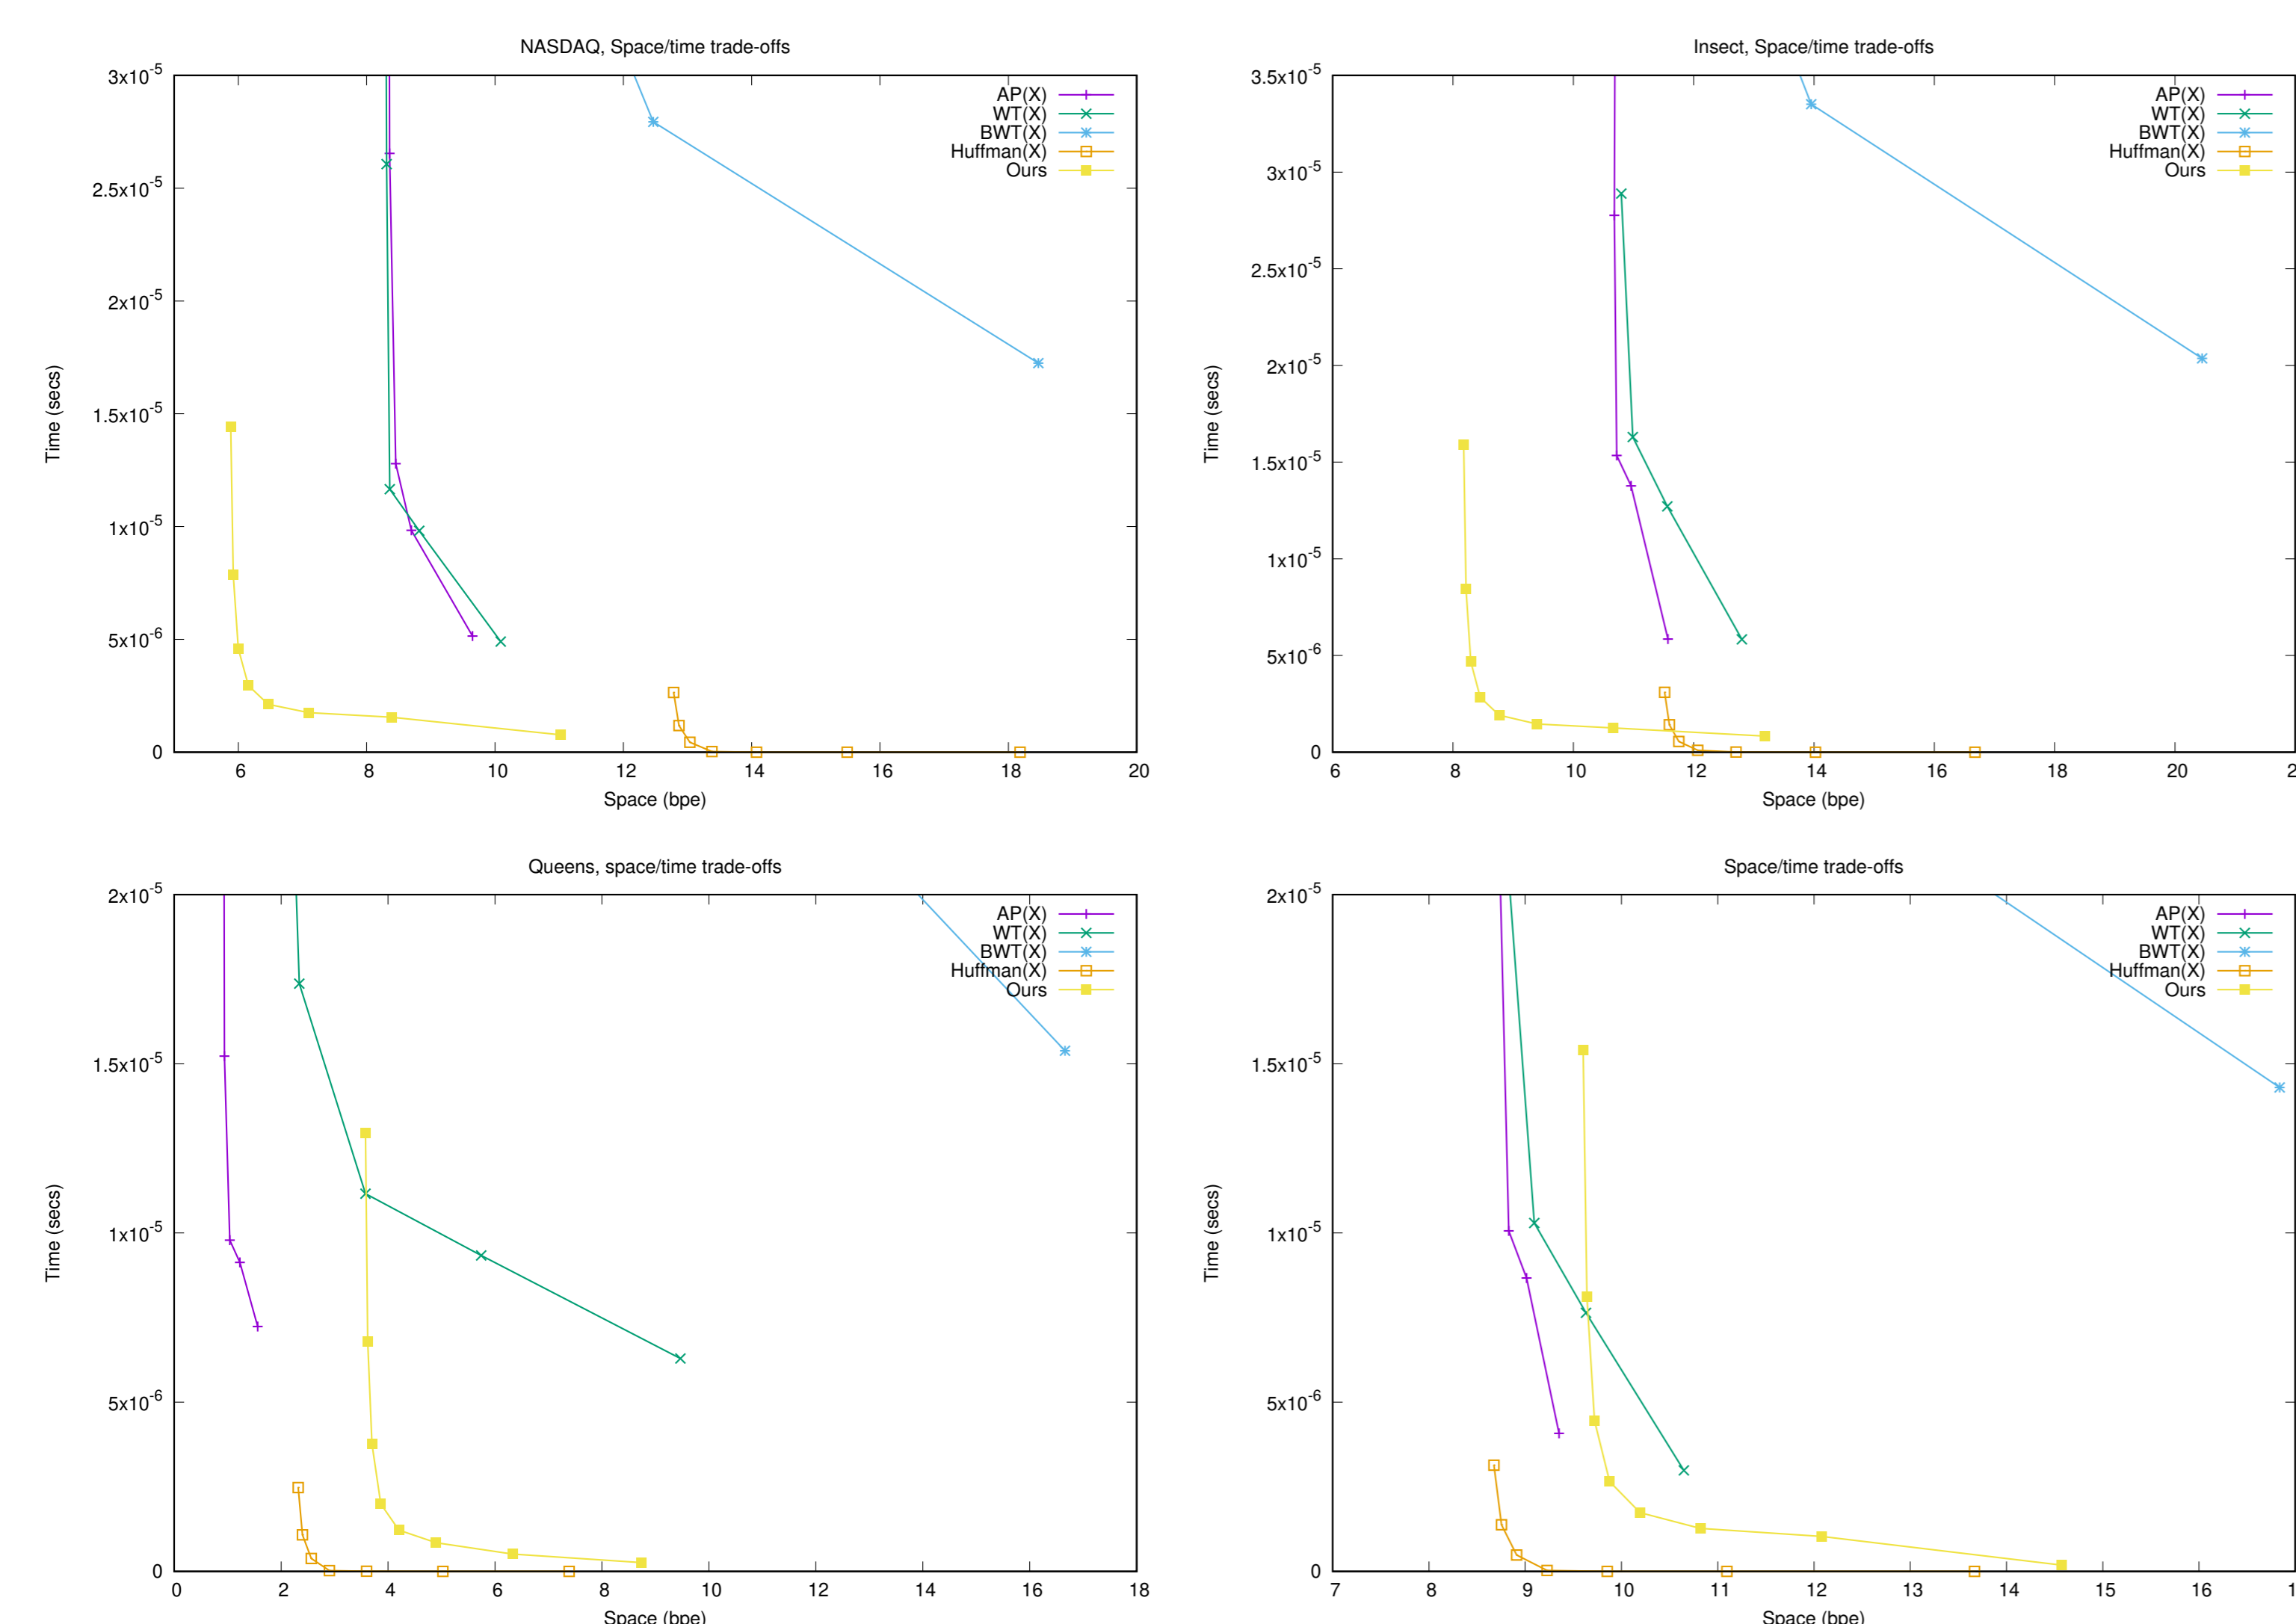 NASDAQ, Space/time trade-offs
3x10-5
2.5x10-5
2x10-5
1.5x10-5
1x10-5
5x10-6
0
6 8 10 12 14 16 18 20
Time (secs)
Space (bpe)
AP(X)
WT(X)
BWT(X)
Huffman(X)
Ours
Insect, Space/time trade-offs
3.5x10-5
3x10-5
2.5x10-5
2x10-5
1.5x10-5
1x10-5
5x10-6
0
6 8 10 12 14 16 18 20 2
Time (secs)
Space (bpe)
AP(X)
WT(X)
BWT(X)
Huffman(X)
Ours
Queens, space/time trade-offs
2x10-5
1.5x10-5
1x10-5
5x10-6
0
0 2 4 6 8 10 12 14 16 18
Time (secs)
Space (bpe)
AP(X)
WT(X)
BWT(X)
Huffman(X)
Ours
Space/time trade-offs
2x10-5
1.5x10-5
1x10-5
5x10-6
0
7 8 9 10 11 12 13 14 15 16 1
Time (secs)
Space (bpe)
AP(X)
WT(X)
BWT(X)
Huffman(X)
Ours